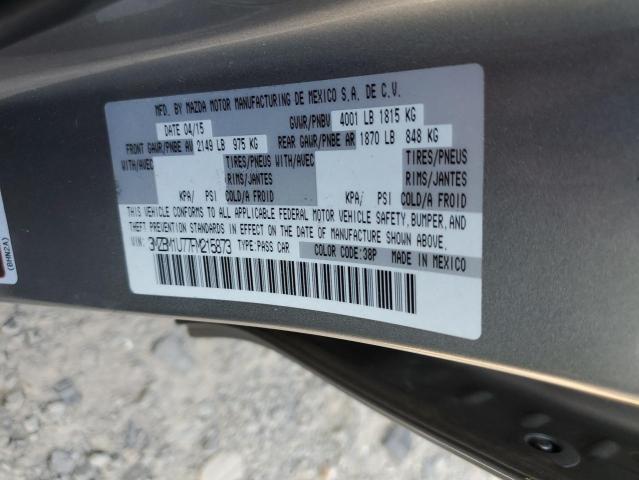 MFD. BY MAZDA MOTOR MANUFACTURING DE MEXICO S.A. DE C.V.
DATE 04/15 GVWR/PNBV 4001 LB 1815 KG
FRONT GAWR/PNBE AV 2149 LB 975 KG REAR GAWR/PNBE AR 1870 LB 848 KG
WITH/AVEC TIRES/PNEUS WITH/AVEC TIRES/PNEUS
RIMS/JANTES RIMS/JANTES
KPA/ PSI COLD/A FROID KPA/ PSI COLD/A FROID
THIS VEHICLE CONFORMS TO ALL APPLICABLE FEDERAL MOTOR VEHICLE SAFETY, BUMPER, AND
THEFT PREVENTION STANDARDS IN EFFECT ON THE DATE OF MANUFACTURE SHOWN ABOVE.
VIN: 3MZBM1U77FM215873 TYPE:PASS CAR COLOR CODE:38P MADE IN MEXICO
(BHN2A)